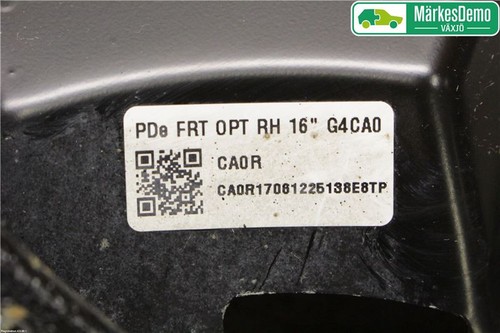 MärkesDemo
VÄXJÖ
PDe FRT OPT RH 16" G4CA0
CA0R
CA0R17061225138E8TP